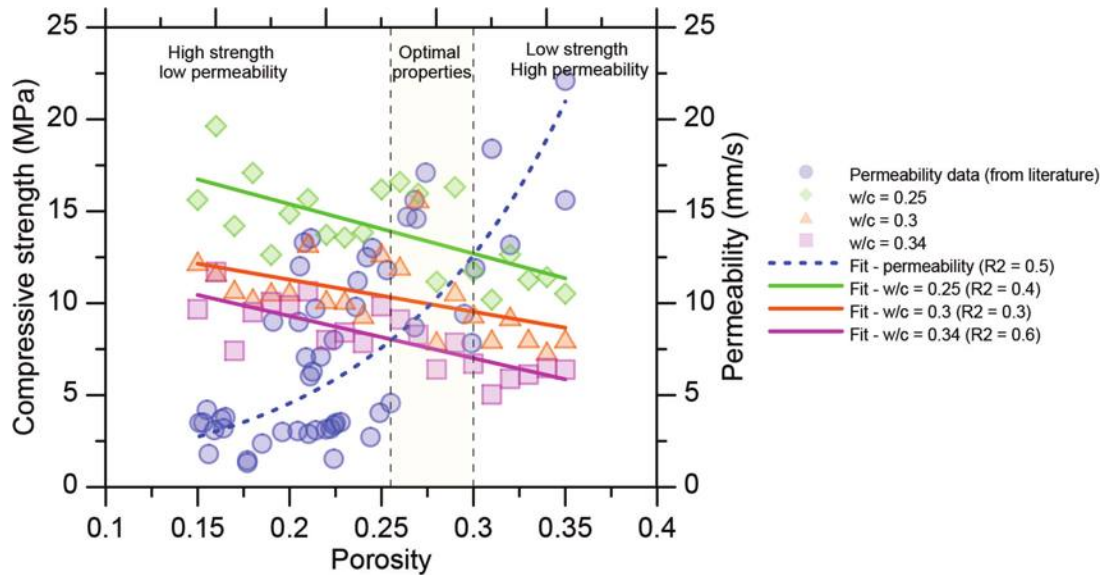 High strength
low permeability
Optimal
properties
Low strength
High permeability
Compressive strength (MPa)
25
20
15
10
5
0
25
20
15
10
5
0
Permeability (mm/s)
0.1
0.15
0.2
0.25
0.3
0.35
0.4
Porosity
Permeability data (from literature)
w/c = 0.25
w/c = 0.3
w/c = 0.34
Fit - permeability (R2 = 0.5)
Fit - w/c = 0.25 (R2 = 0.4)
Fit - w/c = 0.3 (R2 = 0.3)
Fit - w/c = 0.34 (R2 = 0.6)